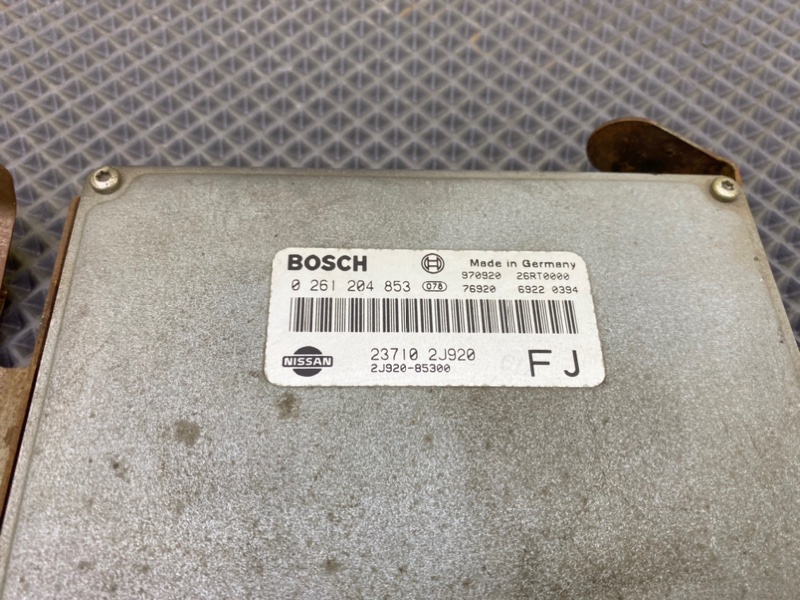 BOSCH Made in Germany
970920 26RT0000
0 261 204 853 078
76920 6922 0394
NISSAN 23710 2J920 FJ
2J920-85300